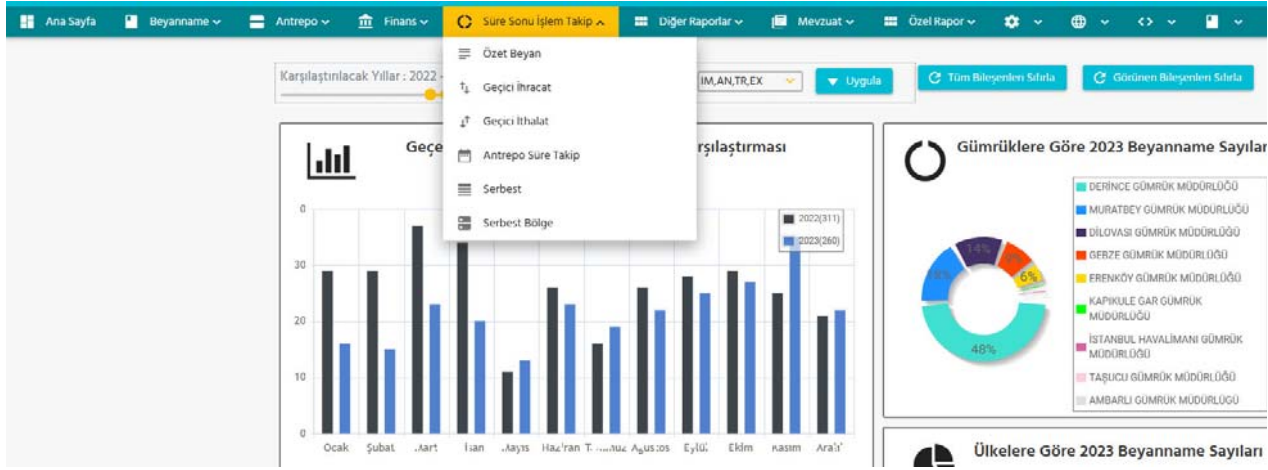 Ana Sayfa Beyanname Antrepo Finans Süre Sonu İşlem Takip Diğer Raporlar Mevzuat Özel Rapor
Özet Beyan
Geçici İhracat
Geçici İthalat
Antrepo Süre Takip
Serbest
Serbest Bölge
Karşılaştırılacak Yıllar : 2022 -
IM,AN,TR,EX
Uygula
Tüm Bileşenleri Sıfırla
Görünen Bileşenleri Sıfırla
Geçe
rşılaştırması
2022(311)
2023(260)
0
30
20
10
0
Ocak Şubat Haziran Eylül Ekim Kasım
Gümrüklere Göre 2023 Beyanname Sayılar
DERİNCE GÜMRÜK MÜDÜRLÜĞÜ
MURATBEY GÜMRÜK MÜDÜRLÜĞÜ
DİLOVASI GÜMRÜK MÜDÜRLÜĞÜ
GEBZE GÜMRÜK MÜDÜRLÜĞÜ
ERENKÖY GÜMRÜK MÜDÜRLÜĞÜ
KAPIKULE GAR GÜMRÜK
MÜDÜRLÜĞÜ
İSTANBUL HAVALİMANI GÜMRÜK
MÜDÜRLÜĞÜ
TAŞUCU GÜMRÜK MÜDÜRLÜĞÜ
AMBARLI GÜMRÜK MÜDÜRLÜĞÜ
14%
6%
48%
Ülkelere Göre 2023 Beyanname Sayıları